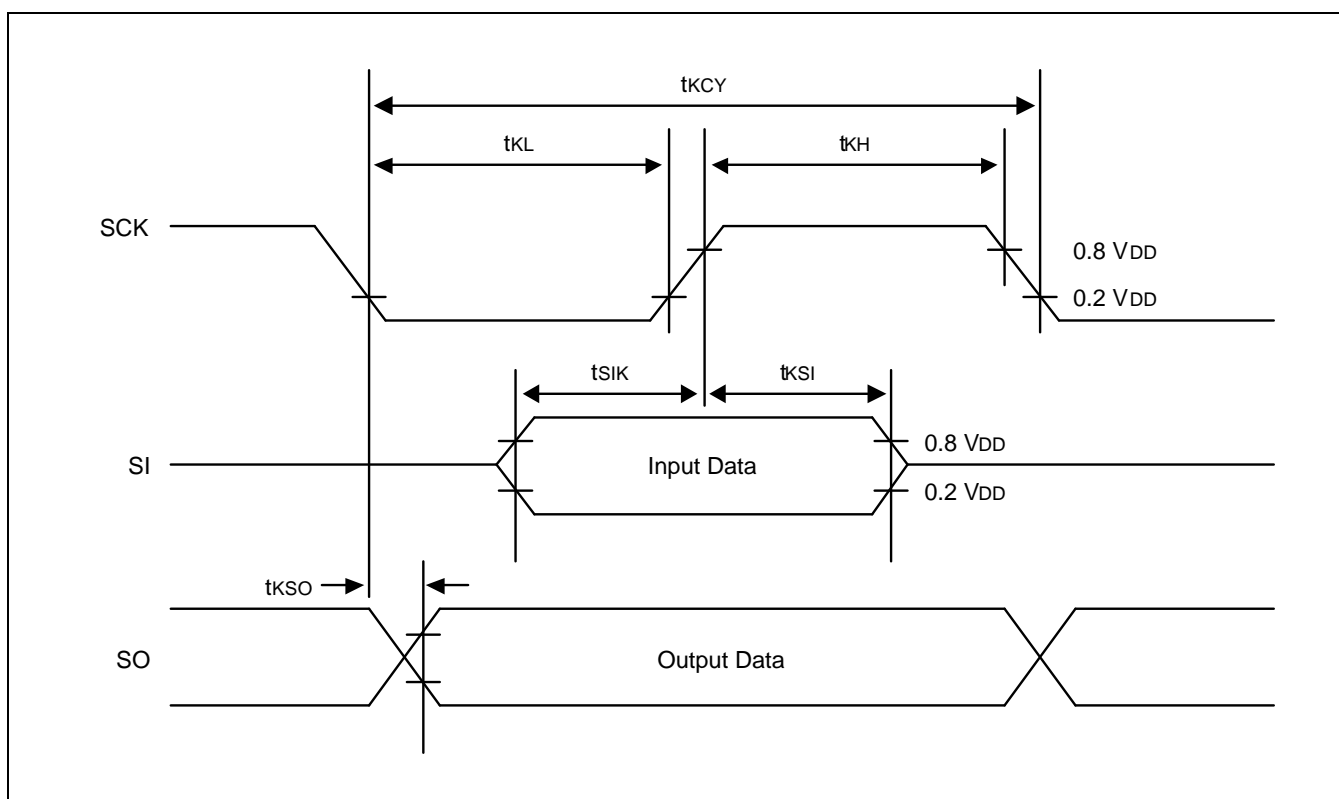 tKCY
tKL
tKH
SCK
0.8 VDD
0.2 VDD
tSIK
tKSI
SI
Input Data
0.8 VDD
0.2 VDD
tKSO
SO
Output Data